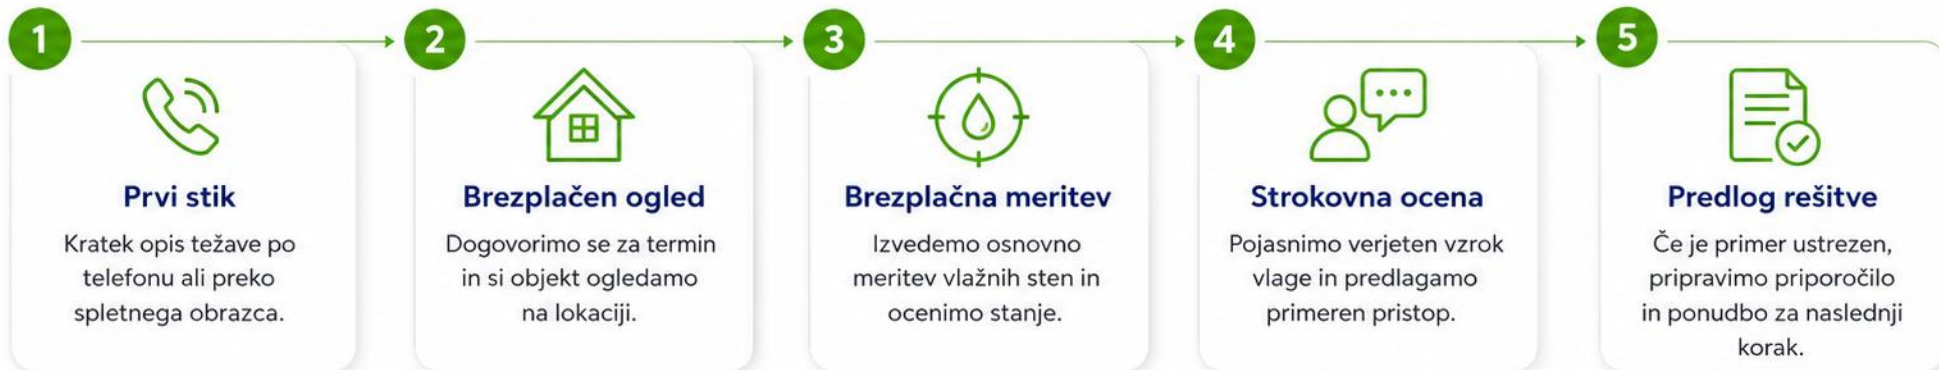 1
Prvi stik
Kratek opis težave po
telefonu ali preko
spletnega obrazca.
2
Brezplačen ogled
Dogovorimo se za termin
in si objekt ogledamo
na lokaciji.
3
Brezplačna meritev
Izvedemo osnovno
meritev vlažnih sten in
ocenimo stanje.
4
Strokovna ocena
Pojasnimo verjeten vzrok
vlage in predlagamo
primeren pristop.
5
Predlog rešitve
Če je primer ustrezen,
pripravimo priporočilo
in ponudbo za naslednji
korak.